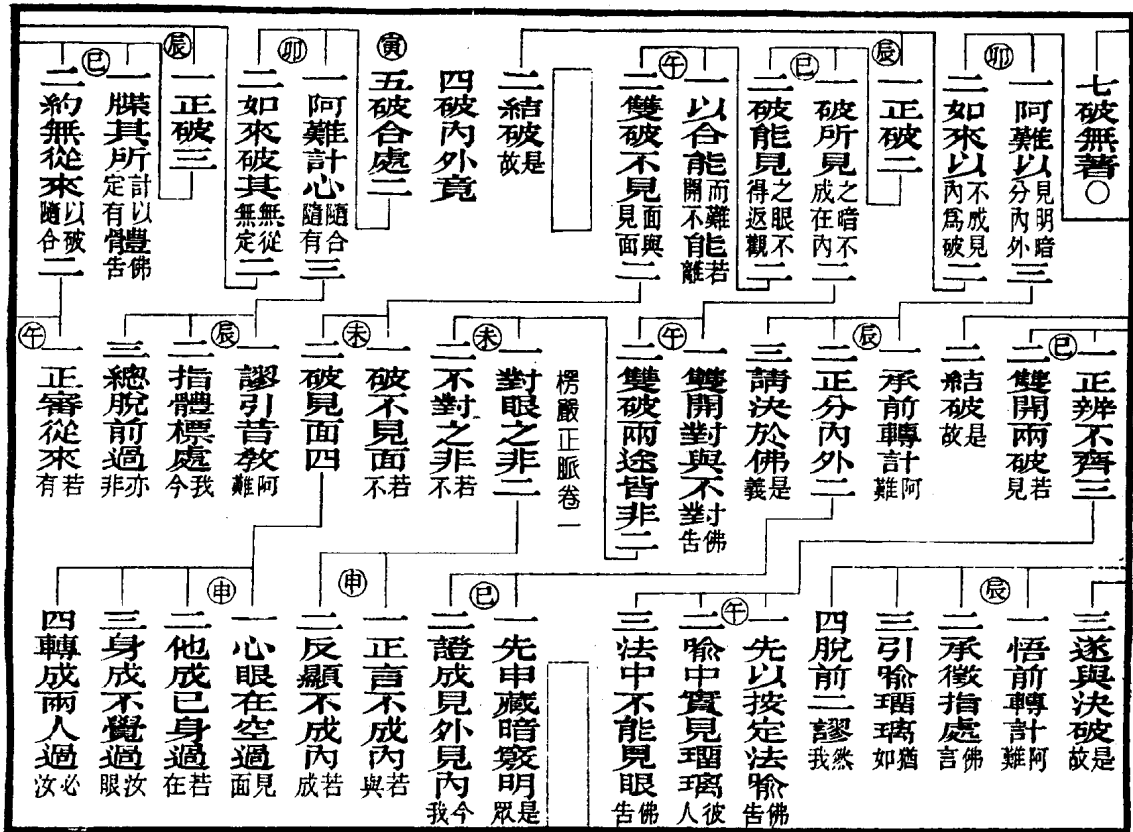 七破無著○
卯
一阿難以見明暗分內外三
二如來以不成見內為破二
辰
一正破二
巳
一破所見之暗不成在內二
二破能見之眼不得返觀二
午
一以合能而難開不能若離
二雙破不見面與見面二
二結破是故
四破內外竟
寅
五破合處二
卯
一阿難計心隨合隨有三
二如來破其無從無定二
辰
一正破三
巳
一牒其所計以定有體佛告
二約無從來以破隨合二
巳
一正辨不齊三
二雙開兩破若見
二結破是故
辰
一承前轉計阿難
二正分內外二
三請決於佛是義
午
一雙開對與不對佛告
二雙破兩途皆非二
楞嚴正脈卷一
未
一對眼之非二
二不對之非若不
未
一破不見面若不
二破見面四
辰
一謬引昔教阿難
二指體標處我今
三總脫前過亦非
午
一正審從來若有
三遂與決破是故
辰
一悟前轉計阿難
二承徵指處佛言
三引喻瑠璃猶如
四脫前二謬然我
午
一先以按定法喻佛告
二喻中實見瑠璃彼人
三法中不能見眼佛告
巳
一先申藏暗竅明是眾
二證成見外見內今我
申
一正言不成內若與
二反顯不成內若成
申
一心眼在空過見面
二他成己身過若在
三身成不覺過汝眼
四轉成兩人過必汝